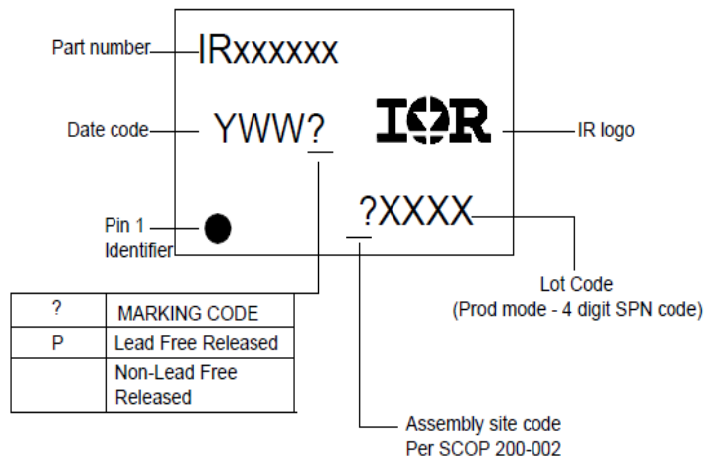 Part number
IRxxxxxx
Date code
YWW?
IOR
IR logo
Pin 1
Identifier
?XXXX
Lot Code
(Prod mode - 4 digit SPN code)
? MARKING CODE
P Lead Free Released
Non-Lead Free
Released
Assembly site code
Per SCOP 200-002